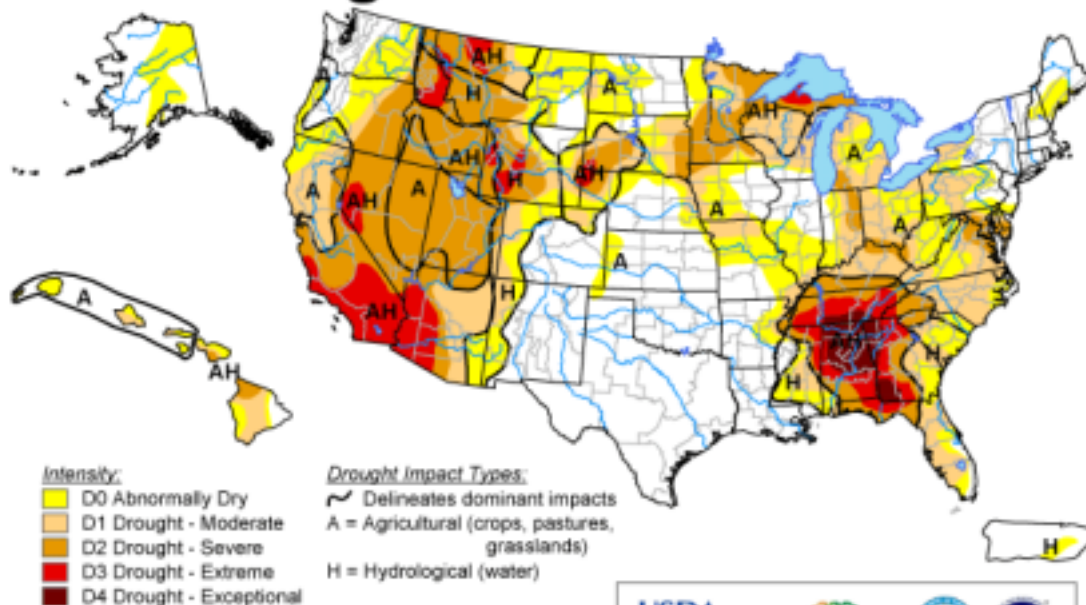 A
AH
H
A
AH
AH
A
A
AH
AH
A
H
AH
A
A
A
H
AH
H
H
A
AH
H
Intensity:
D0 Abnormally Dry
D1 Drought - Moderate
D2 Drought - Severe
D3 Drought - Extreme
D4 Drought - Exceptional
Drought Impact Types:
Delineates dominant impacts
A = Agricultural (crops, pastures,
grasslands)
H = Hydrological (water)
USDA